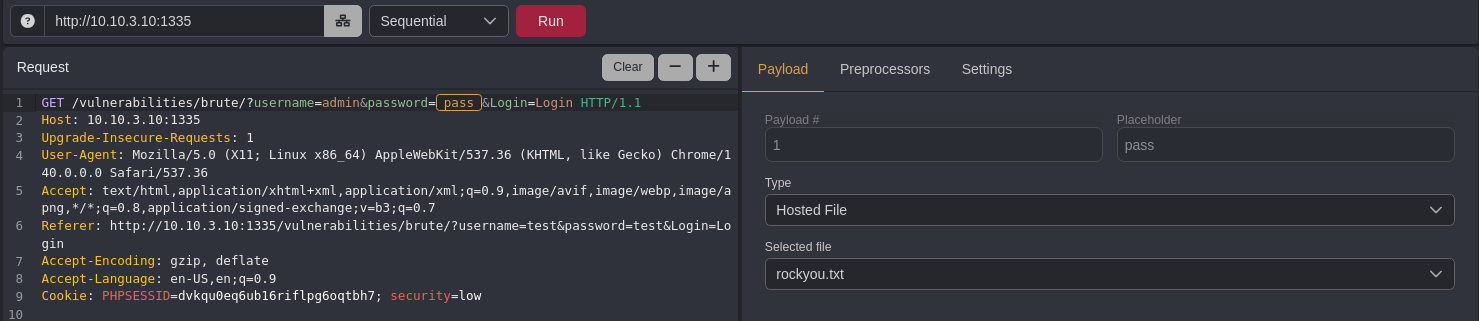 http://10.10.3.10:1335
Sequential
Run
Request
Clear
Payload
Preprocessors
Settings
1 GET /vulnerabilities/brute/?username=admin&password=pass&Login=Login HTTP/1.1
2 Host: 10.10.3.10:1335
3 Upgrade-Insecure-Requests: 1
4 User-Agent: Mozilla/5.0 (X11; Linux x86_64) AppleWebKit/537.36 (KHTML, like Gecko) Chrome/1
40.0.0.0 Safari/537.36
5 Accept: text/html,application/xhtml+xml,application/xml;q=0.9,image/avif,image/webp,image/a
png,*/*;q=0.8,application/signed-exchange;v=b3;q=0.7
6 Referer: http://10.10.3.10:1335/vulnerabilities/brute/?username=test&password=test&Login=Lo
gin
7 Accept-Encoding: gzip, deflate
8 Accept-Language: en-US,en;q=0.9
9 Cookie: PHPSESSID=dvkqu0eq6ub16riflpg6oqtbh7; security=low
10
Payload #
Placeholder
1
pass
Type
Hosted File
Selected file
rockyou.txt